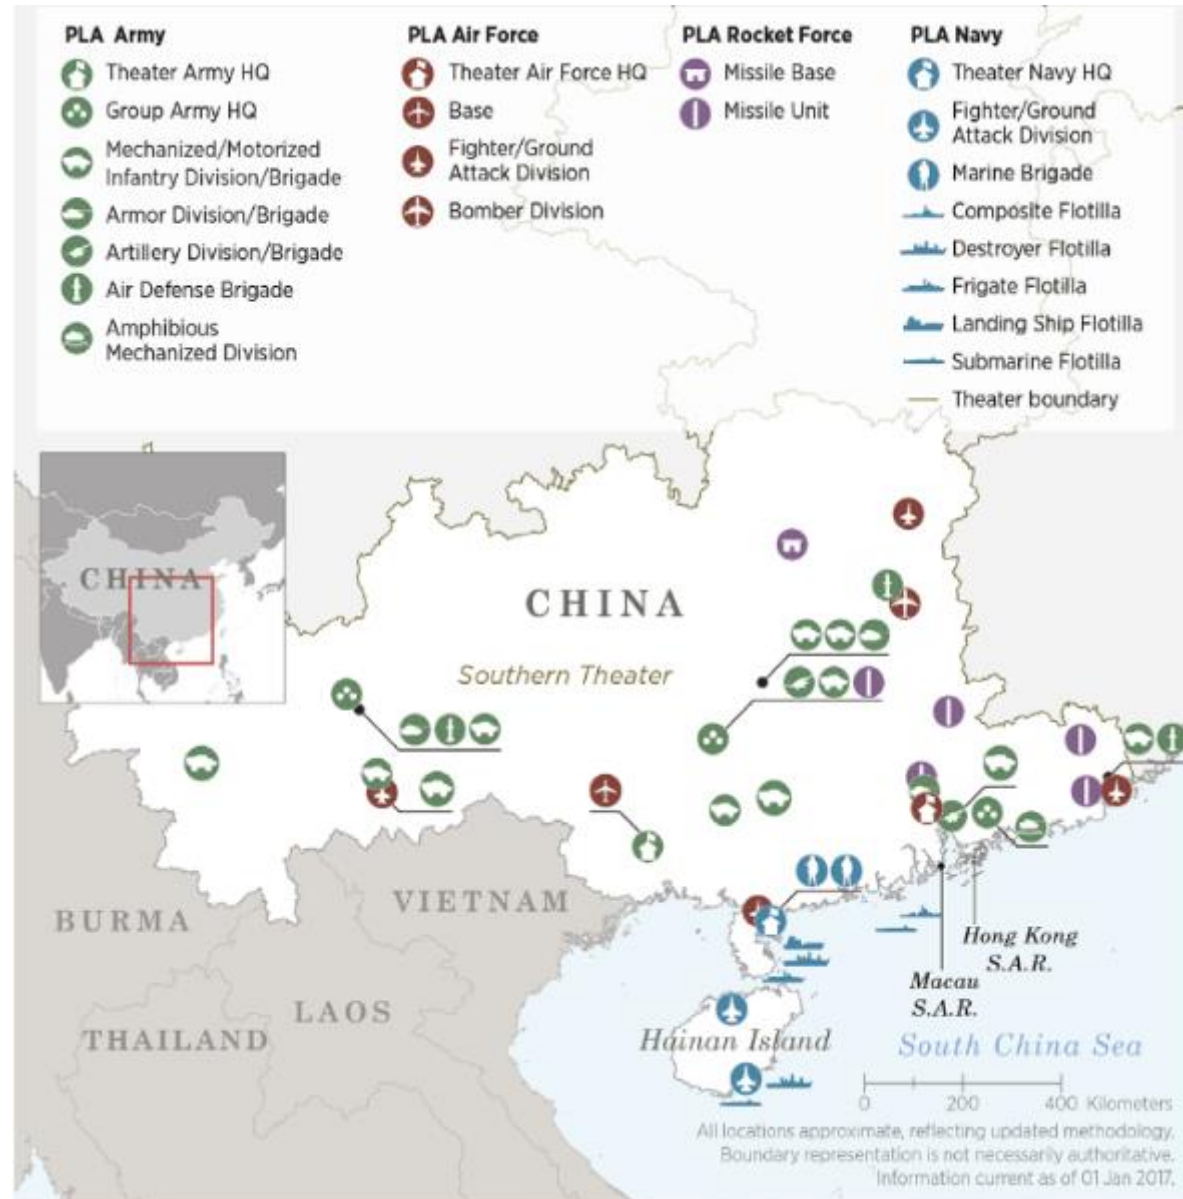 PLA Army
Theater Army HQ
Group Army HQ
Mechanized/Motorized
Infantry Division/Brigade
Armor Division/Brigade
Artillery Division/Brigade
Air Defense Brigade
Amphibious
Mechanized Division
PLA Air Force
Theater Air Force HQ
Base
Fighter/Ground
Attack Division
Bomber Division
PLA Rocket Force
Missile Base
Missile Unit
PLA Navy
Theater Navy HQ
Fighter/Ground
Attack Division
Marine Brigade
Composite Flotilla
Destroyer Flotilla
Frigate Flotilla
Landing Ship Flotilla
Submarine Flotilla
Theater boundary
CHINA
CHINA
Southern Theater
BURMA
VIETNAM
LAOS
THAILAND
Hong Kong
S.A.R.
Macau
S.A.R.
Hainan Island
South China Sea
0 200 400 Kilometers
All locations approximate, reflecting updated methodology.
Boundary representation is not necessarily authoritative.
Information current as of 01 Jan 2017.